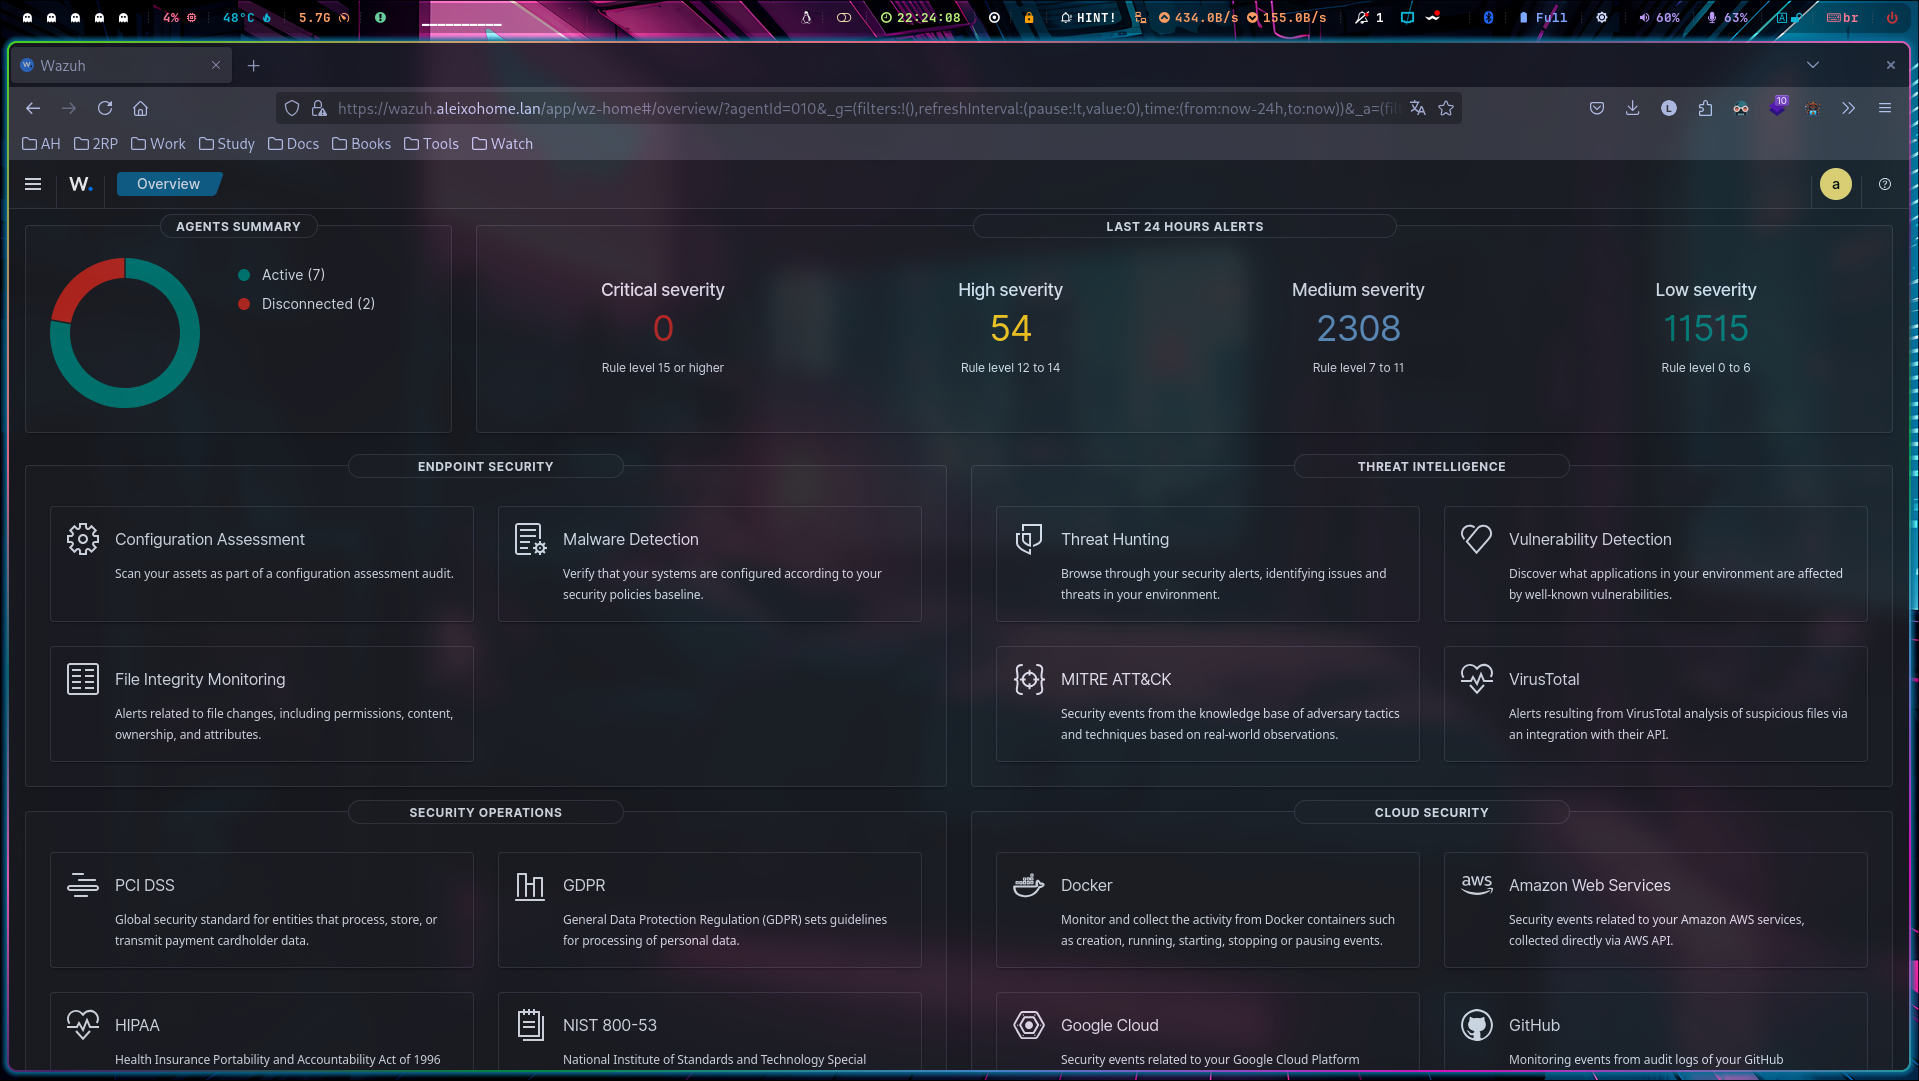 4%
48°C
5.7G
22:24:08
HINT!
434.0B/s
155.0B/s
1
Full
60%
63%
br
Wazuh
https://wazuh.aleixohome.lan/app/wz-home#/overview/?agentId=010&_g=(filters:!(),refreshInterval:(pause:!t,value:0),time:(from:now-24h,to:now))&_a=(fil
L
10
AH
2RP
Work
Study
Docs
Books
Tools
Watch
W.
Overview
a
AGENTS SUMMARY
Active (7)
Disconnected (2)
LAST 24 HOURS ALERTS
Critical severity
0
Rule level 15 or higher
High severity
54
Rule level 12 to 14
Medium severity
2308
Rule level 7 to 11
Low severity
11515
Rule level 0 to 6
ENDPOINT SECURITY
Configuration Assessment
Scan your assets as part of a configuration assessment audit.
Malware Detection
Verify that your systems are configured according to your
security policies baseline.
File Integrity Monitoring
Alerts related to file changes, including permissions, content,
ownership, and attributes.
THREAT INTELLIGENCE
Threat Hunting
Browse through your security alerts, identifying issues and
threats in your environment.
Vulnerability Detection
Discover what applications in your environment are affected
by well-known vulnerabilities.
MITRE ATT&CK
Security events from the knowledge base of adversary tactics
and techniques based on real-world observations.
VirusTotal
Alerts resulting from VirusTotal analysis of suspicious files via
an integration with their API.
SECURITY OPERATIONS
PCI DSS
Global security standard for entities that process, store, or
transmit payment cardholder data.
GDPR
General Data Protection Regulation (GDPR) sets guidelines
for processing of personal data.
HIPAA
Health Insurance Portability and Accountability Act of 1996
NIST 800-53
National Institute of Standards and Technology Special
CLOUD SECURITY
Docker
Monitor and collect the activity from Docker containers such
as creation, running, starting, stopping or pausing events.
aws
Amazon Web Services
Security events related to your Amazon AWS services,
collected directly via AWS API.
Google Cloud
Security events related to your Google Cloud Platform
GitHub
Monitoring events from audit logs of your GitHub